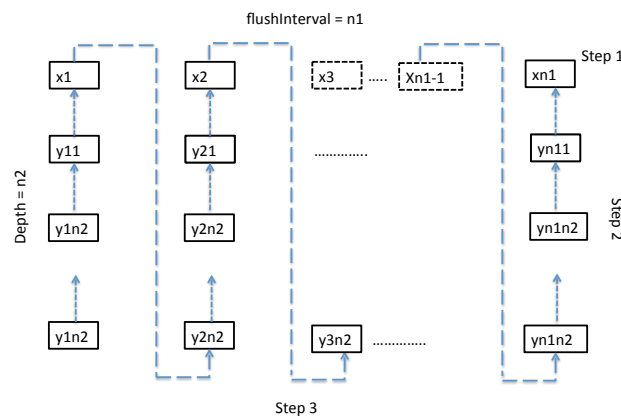 flushInterval = n1
Step 1
x1 x2 x3 ..... Xn1-1 xn1
y11 y21 .............. yn11
Depth = n2
Step 2
y1n2 y2n2 yn1n2
y1n2 y2n2 y3n2 .............. yn1n2
Step 3